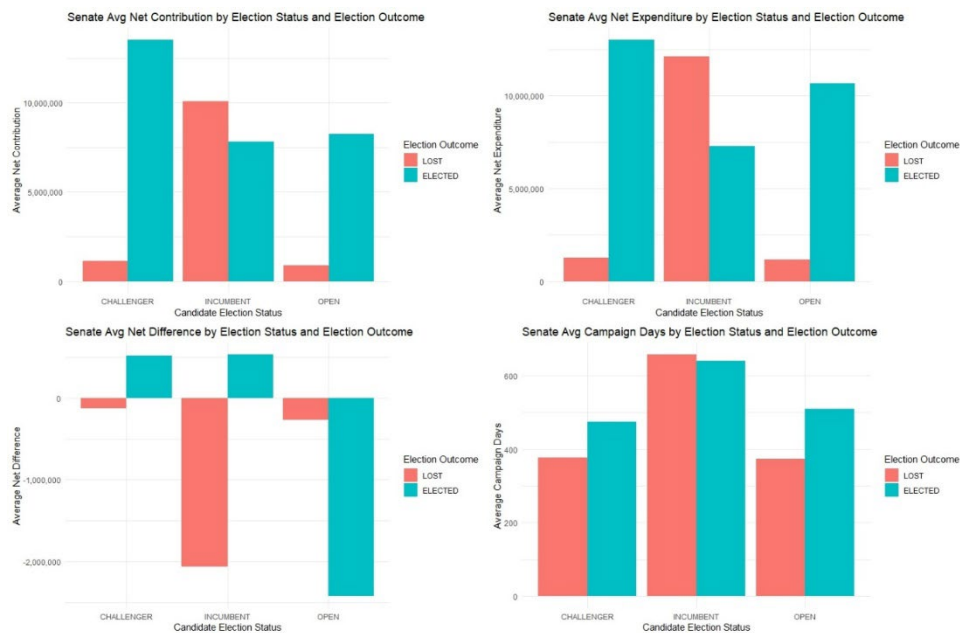 Senate Avg Net Contribution by Election Status and Election Outcome
Average Net Contribution
10,000,000
5,000,000
0
CHALLENGER INCUMBENT OPEN
Candidate Election Status
Election Outcome
LOST
ELECTED
Senate Avg Net Expenditure by Election Status and Election Outcome
Average Net Expenditure
10,000,000
5,000,000
0
CHALLENGER INCUMBENT OPEN
Candidate Election Status
Election Outcome
LOST
ELECTED
Senate Avg Net Difference by Election Status and Election Outcome
Average Net Difference
0
-1,000,000
-2,000,000
CHALLENGER INCUMBENT OPEN
Candidate Election Status
Election Outcome
LOST
ELECTED
Senate Avg Campaign Days by Election Status and Election Outcome
Average Campaign Days
600
400
200
0
CHALLENGER INCUMBENT OPEN
Candidate Election Status
Election Outcome
LOST
ELECTED